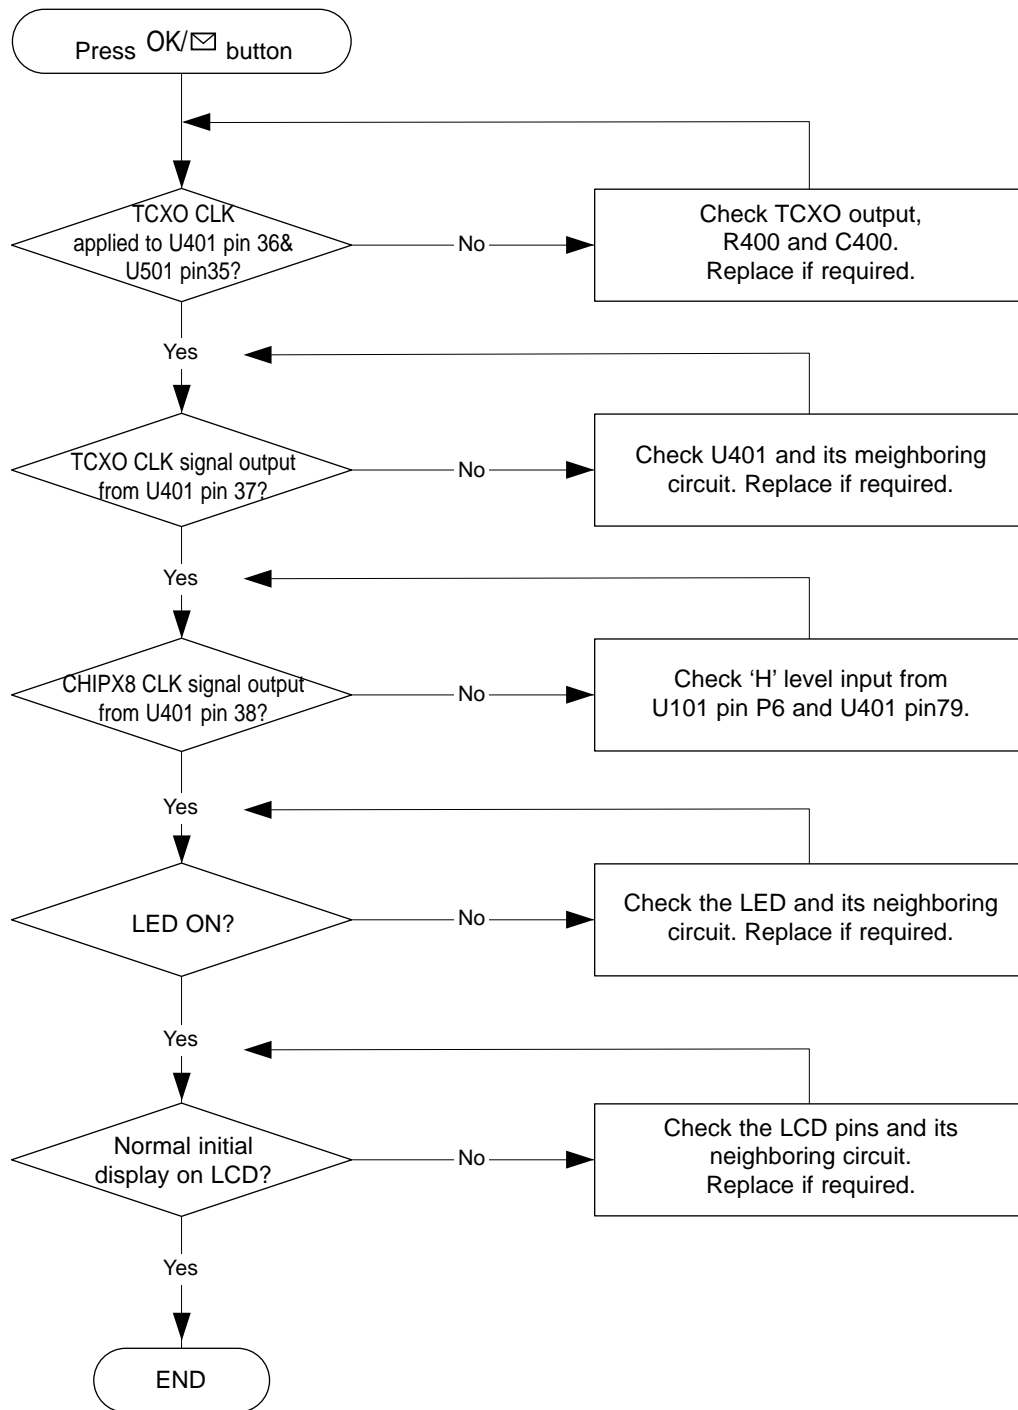 Press OK/✉ button
TCXO CLK
applied to U401 pin 36&
U501 pin35?
No
Check TCXO output,
R400 and C400.
Replace if required.
Yes
TCXO CLK signal output
from U401 pin 37?
No
Check U401 and its meighboring
circuit. Replace if required.
Yes
CHIPX8 CLK signal output
from U401 pin 38?
No
Check ‘H’ level input from
U101 pin P6 and U401 pin79.
Yes
LED ON?
No
Check the LED and its neighboring
circuit. Replace if required.
Yes
Normal initial
display on LCD?
No
Check the LCD pins and its
neighboring circuit.
Replace if required.
Yes
END